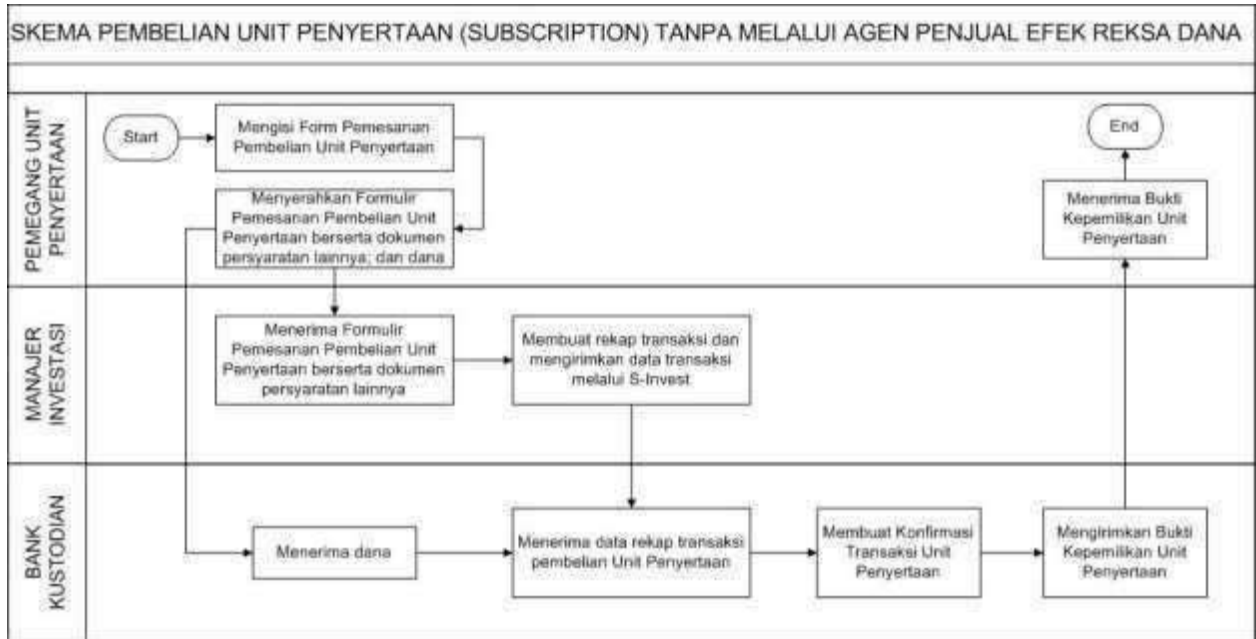 SKEMA PEMBELIAN UNIT PENYERTAAN (SUBSCRIPTION) TANPA MELALUI AGEN PENJUAL EFEK REKSA DANA
PEMEGANG UNIT
PENYERTAAN
Start
Mengisi Form Pemesanan
Pembelian Unit Penyertaan
Menyerahkan Formulir
Pemesanan Pembelian Unit
Penyertaan berserta dokumen
persyaratan lainnya; dan dana
End
Menerima Bukti
Kepemilikan Unit
Penyertaan
MANAJER
INVESTASI
Menerima Formulir
Pemesanan Pembelian Unit
Penyertaan berserta dokumen
persyaratan lainnya
Membuat rekap transaksi dan
mengirimkan data transaksi
melalui S-Invest
BANK
KUSTODIAN
Menerima dana
Menerima data rekap transaksi
pembelian Unit Penyertaan
Membuat Konfirmasi
Transaksi Unit
Penyertaan
Mengirimkan Bukti
Kepemilikan Unit
Penyertaan